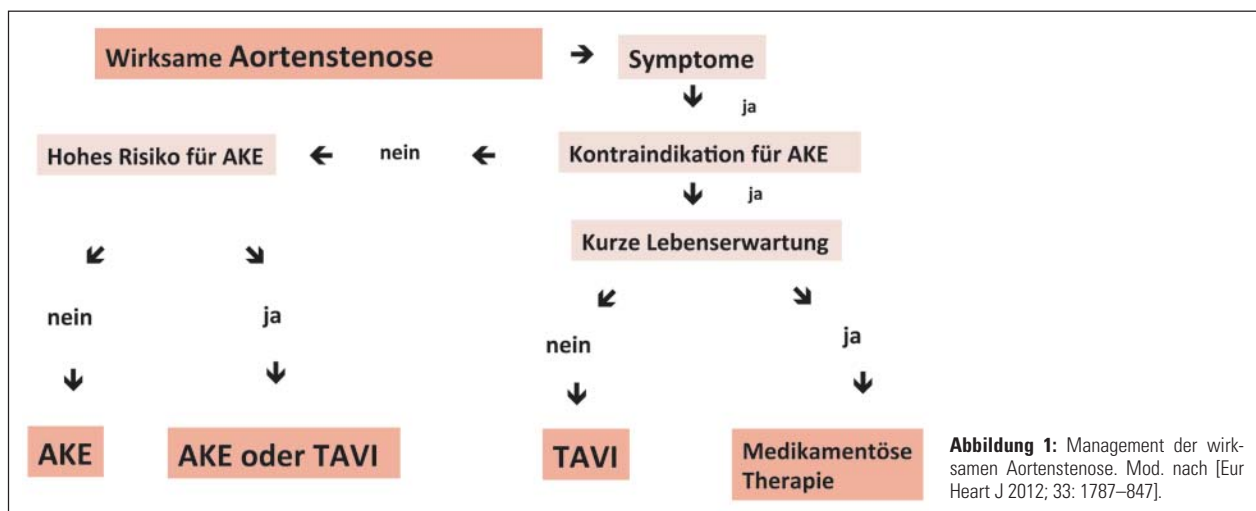 Wirksame Aortenstenose
Symptome
ja
Hohes Risiko für AKE
nein
Kontraindikation für AKE
ja
Kurze Lebenserwartung
nein
ja
nein
ja
AKE
AKE oder TAVI
TAVI
Medikamentöse
Therapie
Abbildung 1: Management der wirk-
samen Aortenstenose. Mod. nach [Eur
Heart J 2012; 33: 1787–847].